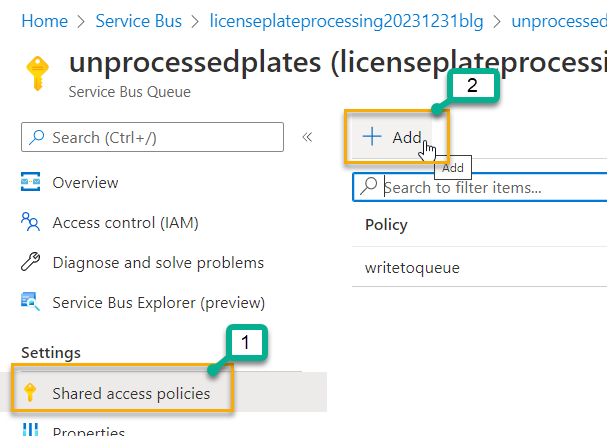 Home > Service Bus > licenseplateprocessing20231231blg > unprocessed
unprocessedplates (licenseplateprocessi
Service Bus Queue
2
Search (Ctrl+/)
«
+ Add
Add
Overview
Search to filter items...
Access control (IAM)
Policy
Diagnose and solve problems
writetoqueue
Service Bus Explorer (preview)
Settings
1
Shared access policies
Properties